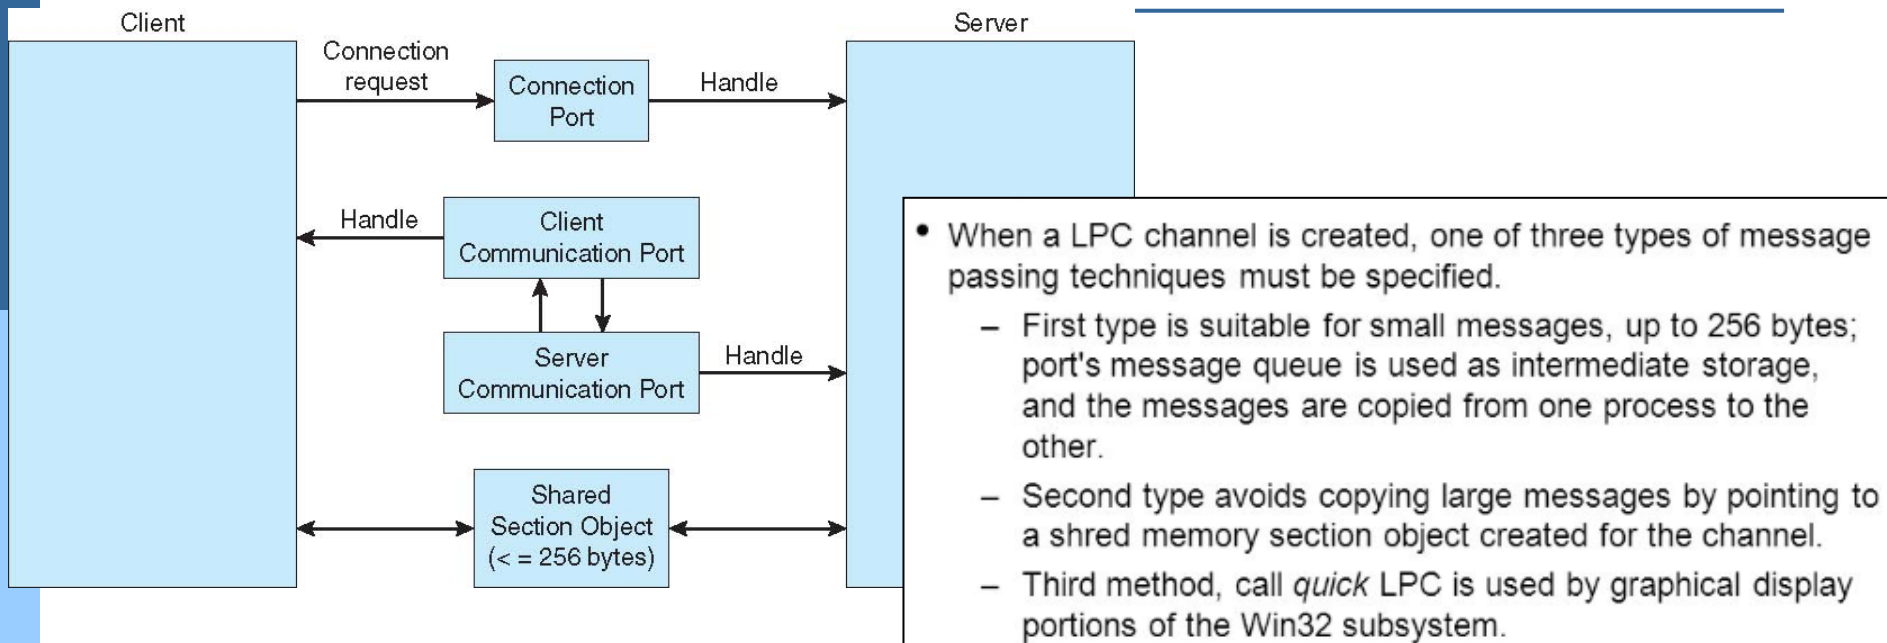 Client
Server
Connection
request
Connection
Port
Handle
Handle
Client
Communication Port
Server
Communication Port
Handle
Shared
Section Object
(< = 256 bytes)
• When a LPC channel is created, one of three types of message
passing techniques must be specified.
– First type is suitable for small messages, up to 256 bytes;
port's message queue is used as intermediate storage,
and the messages are copied from one process to the
other.
– Second type avoids copying large messages by pointing to
a shred memory section object created for the channel.
– Third method, call quick LPC is used by graphical display
portions of the Win32 subsystem.